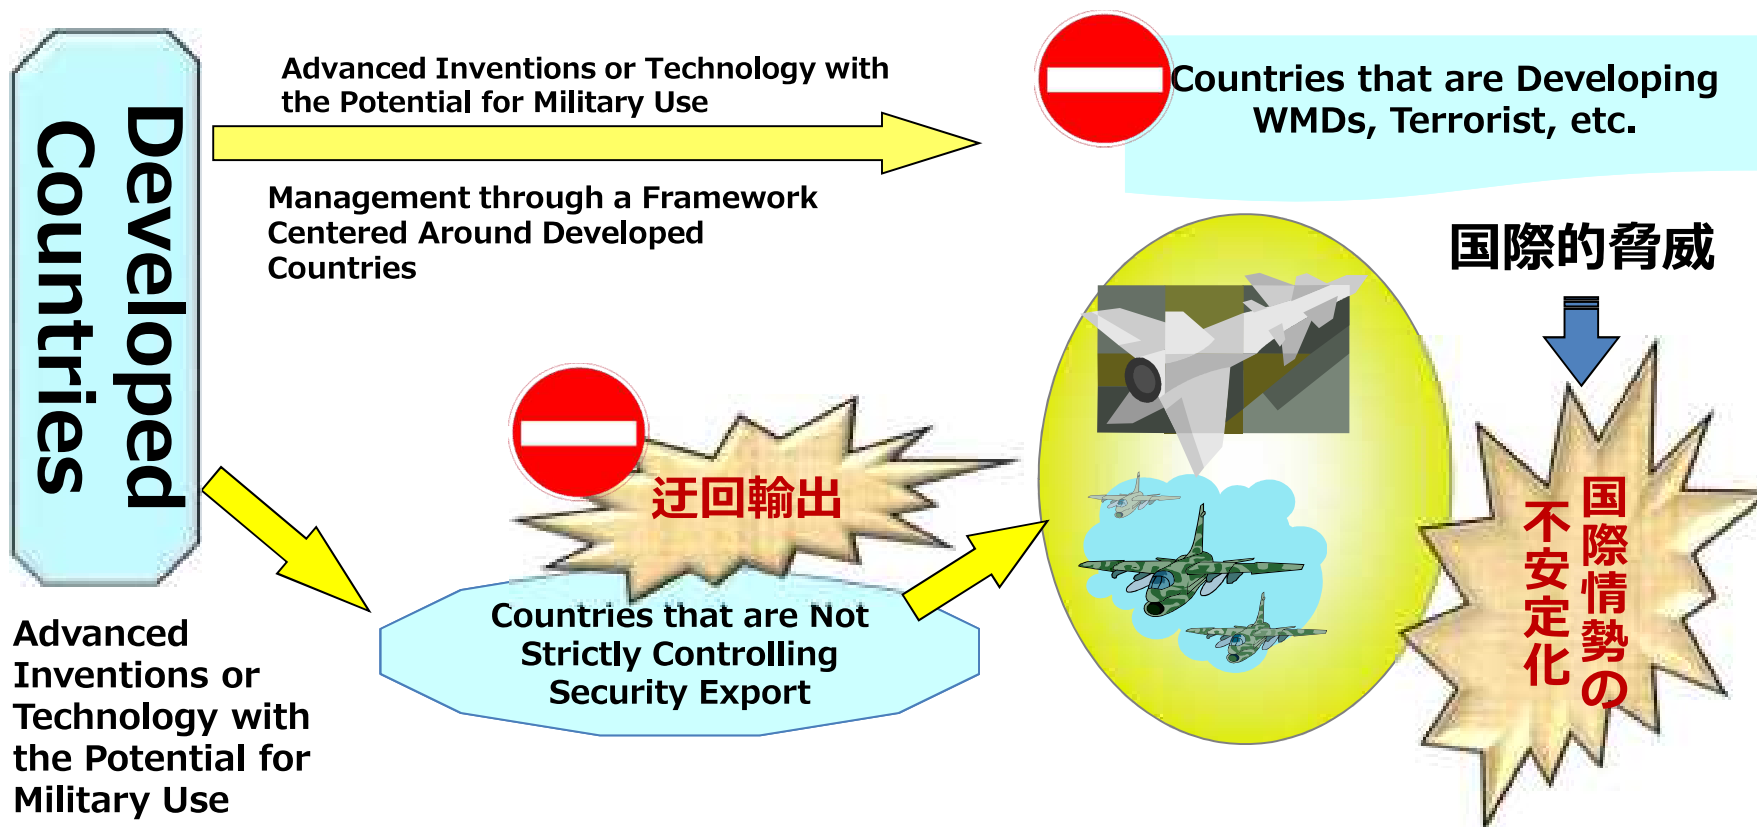 Developed
Countries
Advanced Inventions or Technology with
the Potential for Military Use
Management through a Framework
Centered Around Developed
Countries
Countries that are Developing
WMDs, Terrorist, etc.
国際的脅威
迂回輸出
国際情勢の
不安定化
Countries that are Not
Strictly Controlling
Security Export
Advanced
Inventions or
Technology with
the Potential for
Military Use